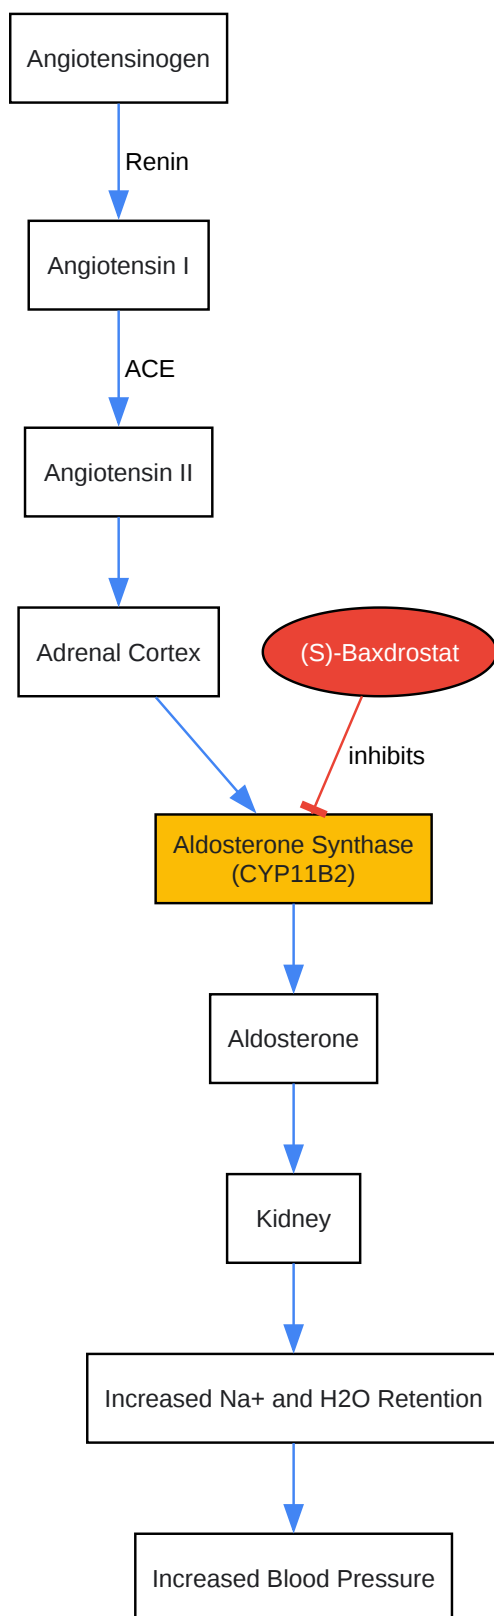 Angiotensinogen
Renin
Angiotensin I
ACE
Angiotensin II
Adrenal Cortex
(S)-Baxdrostat
inhibits
Aldosterone Synthase
(CYP11B2)
Aldosterone
Kidney
Increased Na+ and H2O Retention
Increased Blood Pressure